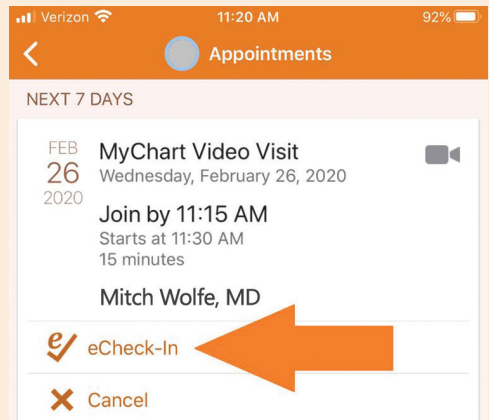 Verizon 11:20 AM 92%
Appointments
NEXT 7 DAYS
FEB
26
2020
MyChart Video Visit
Wednesday, February 26, 2020
Join by 11:15 AM
Starts at 11:30 AM
15 minutes
Mitch Wolfe, MD
eCheck-In
Cancel